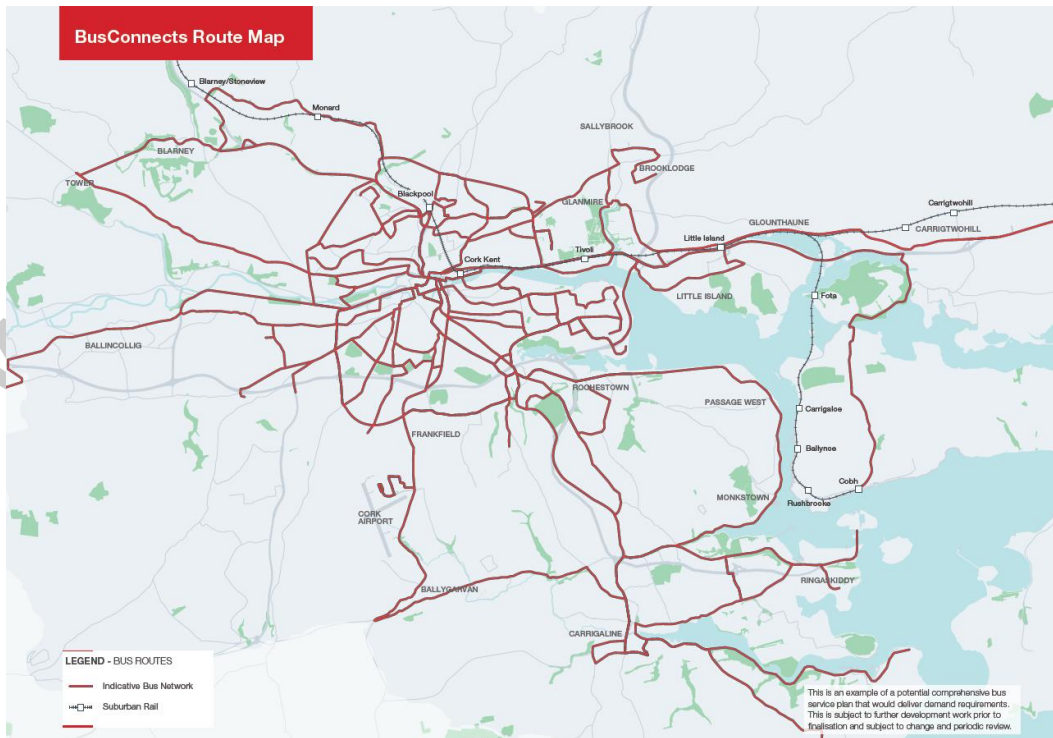 BusConnects Route Map
Blarney/Stoneview
Monard
SALLYBROOK
BLARNEY
BROOKLODGE
TOWER
Blackpool
GLANMIRE
Carrigtwohill
GLOUNTHAUNE
CARRIGTWOHILL
Little Island
Tivoli
Cork Kent
LITTLE ISLAND
Fota
BALLINCOLLIG
ROCHESTOWN
PASSAGE WEST
Carrigaloe
FRANKFIELD
Ballynoe
Cobh
MONKSTOWN
Rushbrooke
CORK
AIRPORT
RINGASKIDDY
BALLYGARVAN
CARRIGALINE
LEGEND - BUS ROUTES
Indicative Bus Network
Suburban Rail
This is an example of a potential comprehensive bus
service plan that would deliver demand requirements.
This is subject to further development work prior to
finalisation and subject to change and periodic review.